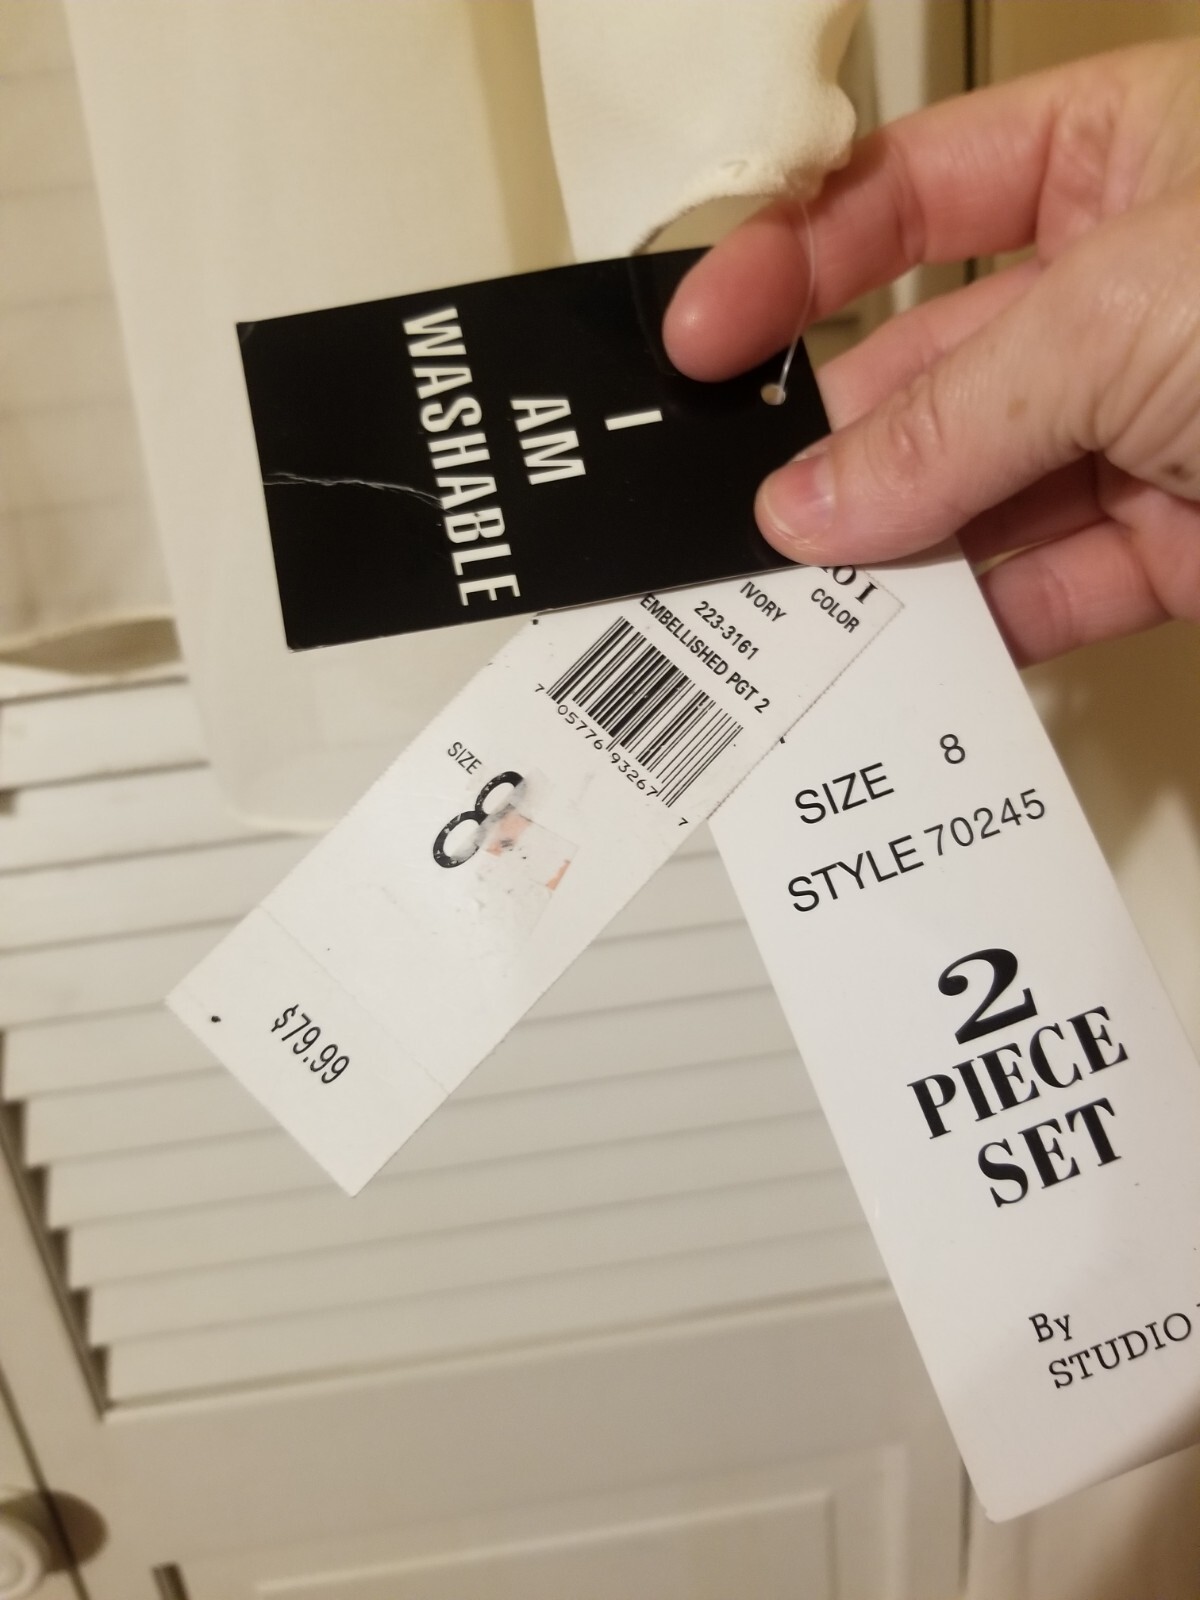 I
AM
WASHABLE
COLOR
IVORY
223-3161
EMBELLISHED PGT 2
7 05776 93267 7
SIZE
8
$79.99
SIZE 8
STYLE 70245
2
PIECE
SET
By
STUDIO